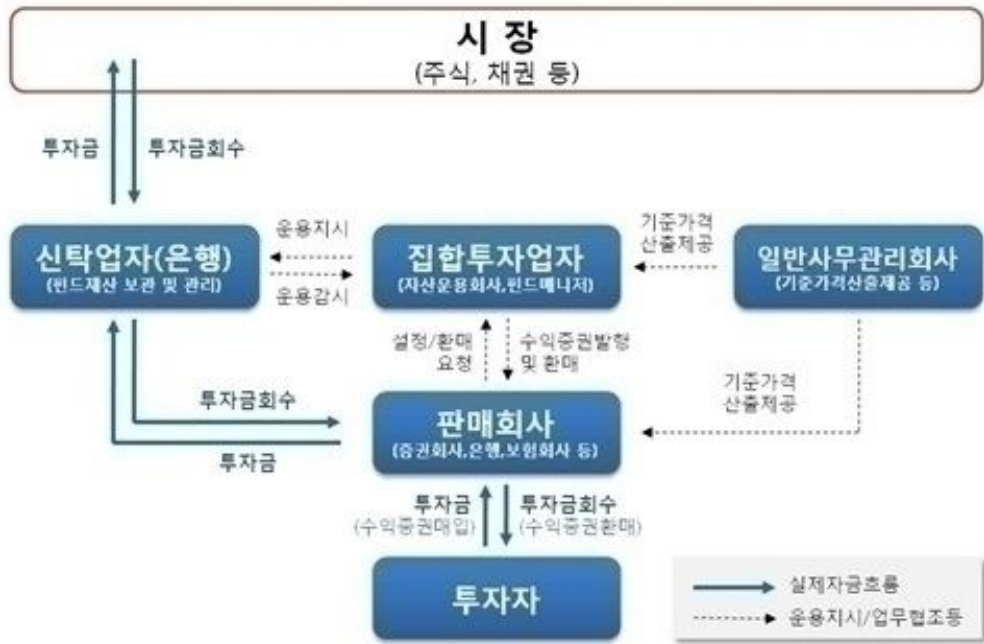 시 장
(주식, 채권 등)
투자금
투자금회수
신탁업자(은행)
(펀드재산 보관 및 관리)
운용지시
운용감시
집합투자업자
(자산운용회사,펀드매니저)
기준가격
산출제공
일반사무관리회사
(기준가격산출제공 등)
설정/환매
요청
수익증권발행
및 환매
기준가격
산출제공
투자금회수
투자금
판매회사
(증권회사,은행,보험회사 등)
투자금
(수익증권매입)
투자금회수
(수익증권환매)
투자자
실제자금흐름
운용지시/업무협조등